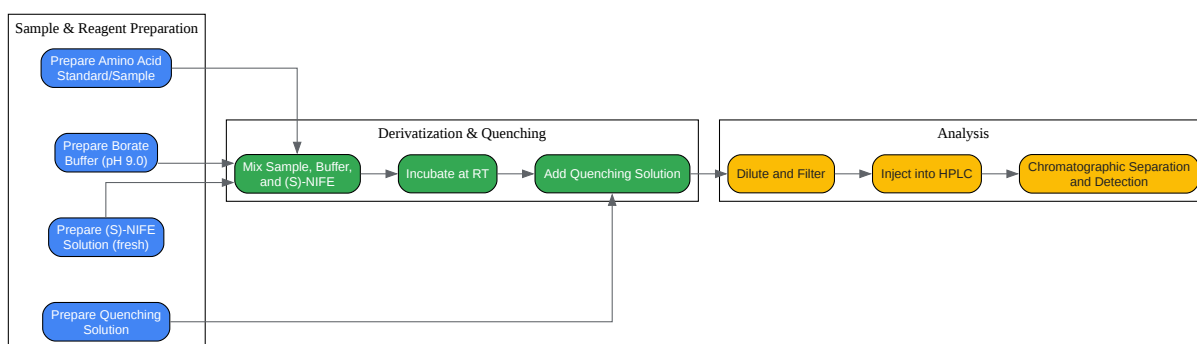 Sample & Reagent Preparation
Prepare Amino Acid
Standard/Sample
Prepare Borate
Buffer (pH 9.0)
Prepare (S)-NIFE
Solution (fresh)
Prepare Quenching
Solution
Derivatization & Quenching
Mix Sample, Buffer,
and (S)-NIFE
Incubate at RT
Add Quenching Solution
Analysis
Dilute and Filter
Inject into HPLC
Chromatographic Separation
and Detection